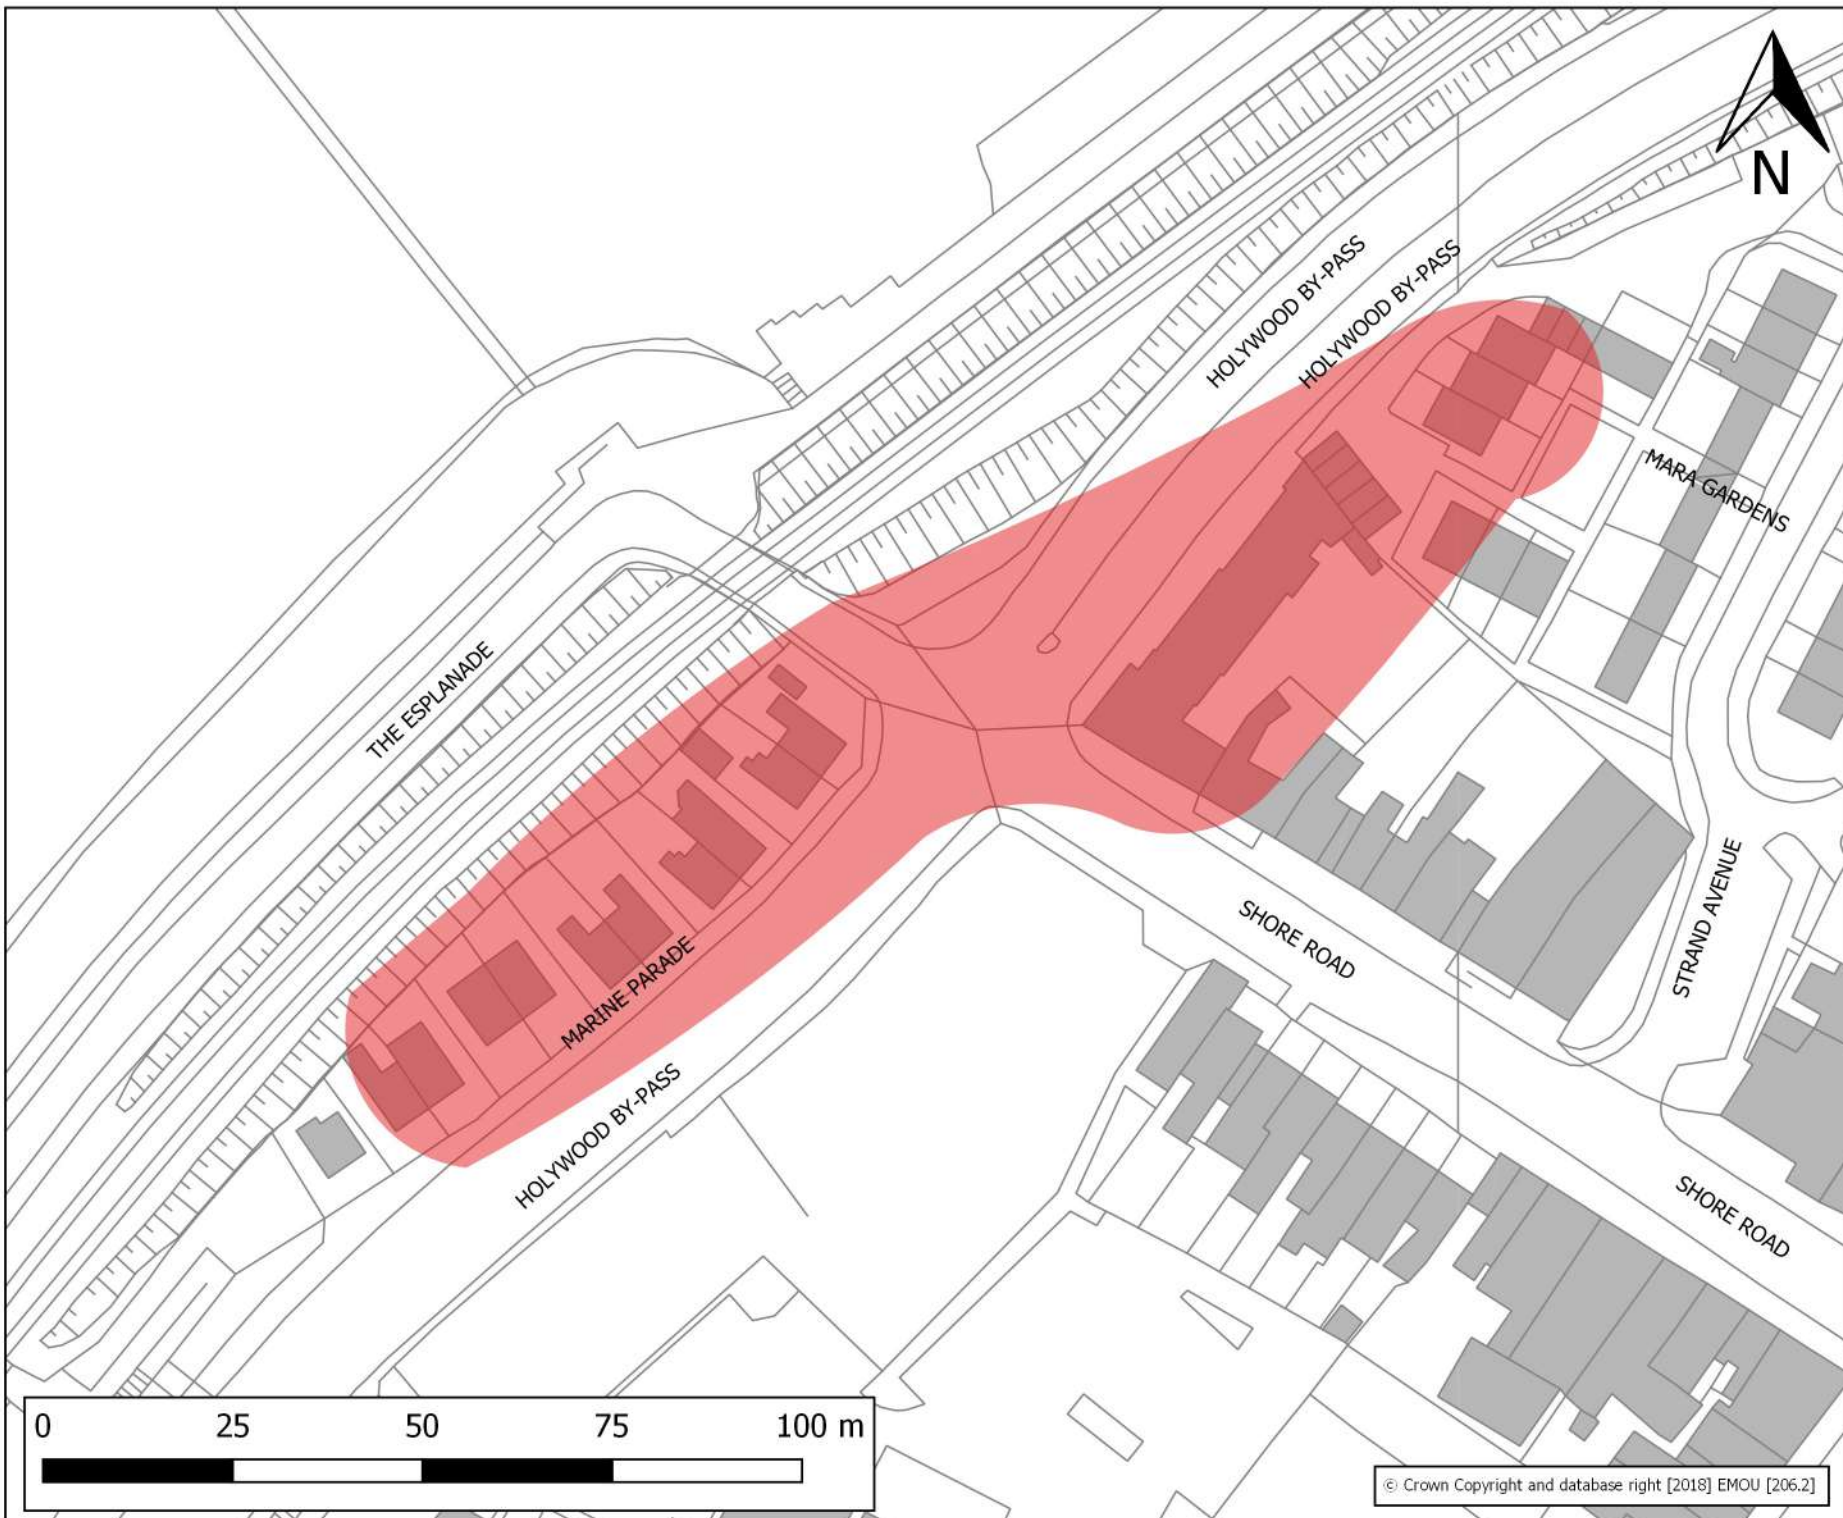 N
HOLYWOOD BY-PASS
HOLYWOOD BY-PASS
MARA GARDENS
THE ESPLANADE
STRAND AVENUE
SHORE ROAD
MARINE PARADE
HOLYWOOD BY-PASS
SHORE ROAD
0 25 50 75 100 m
© Crown Copyright and database right [2018] EMOU [206.2]